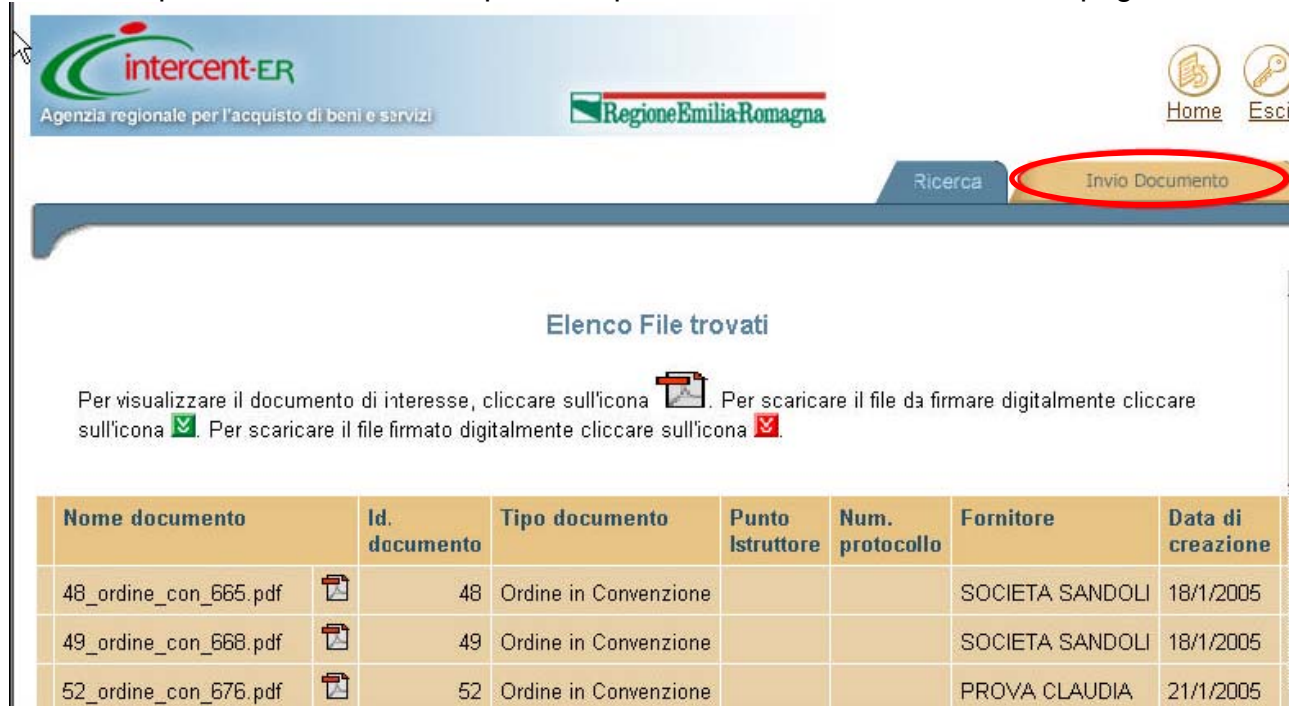 intercent-ER
Agenzia regionale per l'acquisto di beni e servizi
RegioneEmilia-Romagna
Home Esci
Ricerca Invio Documento
Elenco File trovati
Per visualizzare il documento di interesse, cliccare sull'icona . Per scaricare il file da firmare digitalmente cliccare
sull'icona . Per scaricare il file firmato digitalmente cliccare sull'icona .
Nome documento Id. documento Tipo documento Punto Istruttore Num. protocollo Fornitore Data di creazione
48_ordine_con_665.pdf 48 Ordine in Convenzione SOCIETA SANDOLI 18/1/2005
49_ordine_con_668.pdf 49 Ordine in Convenzione SOCIETA SANDOLI 18/1/2005
52_ordine_con_676.pdf 52 Ordine in Convenzione PROVA CLAUDIA 21/1/2005